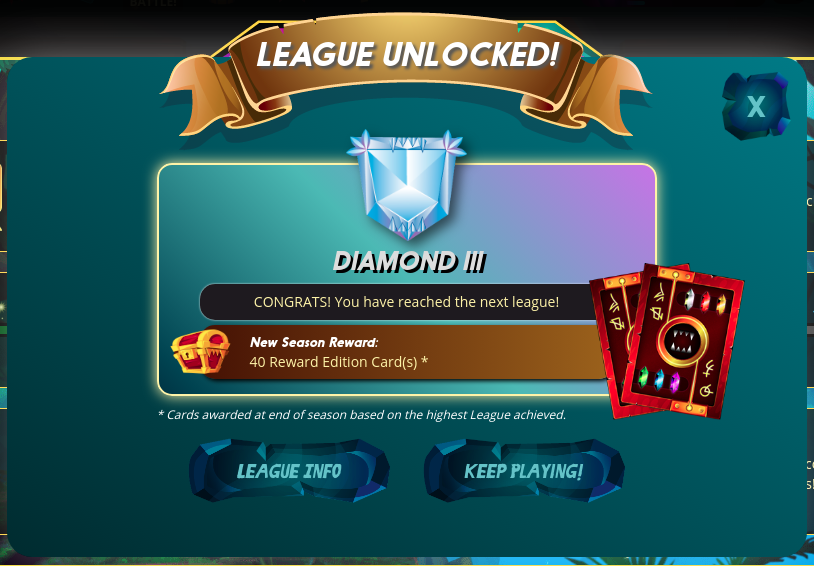 BATTLE!
LEAGUE UNLOCKED!
X
DIAMOND III
CONGRATS! You have reached the next league!
New Season Reward:
40 Reward Edition Card(s) *
* Cards awarded at end of season based on the highest League achieved.
LEAGUE INFO
KEEP PLAYING!